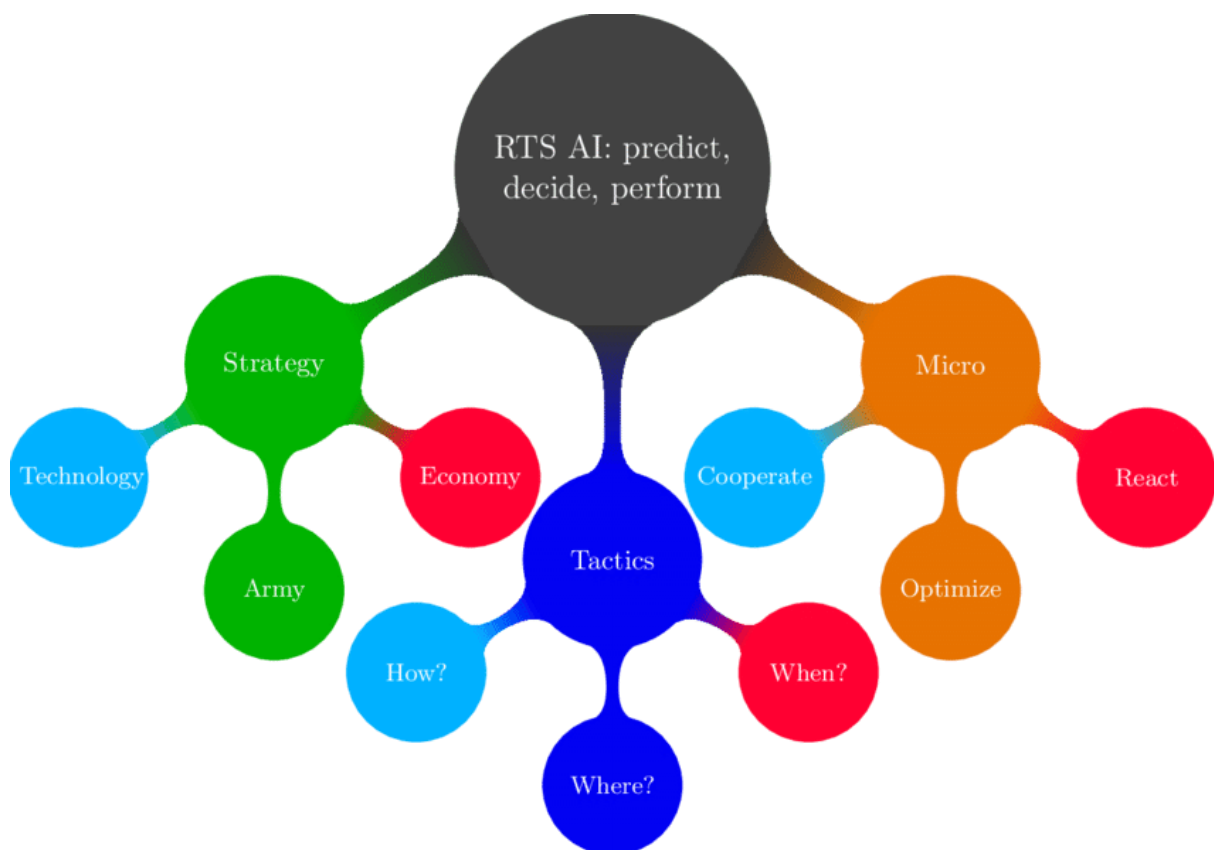 RTS AI: predict,
decide, perform
Strategy
Micro
Technology
Economy
Cooperate
React
Tactics
Army
Optimize
How?
When?
Where?